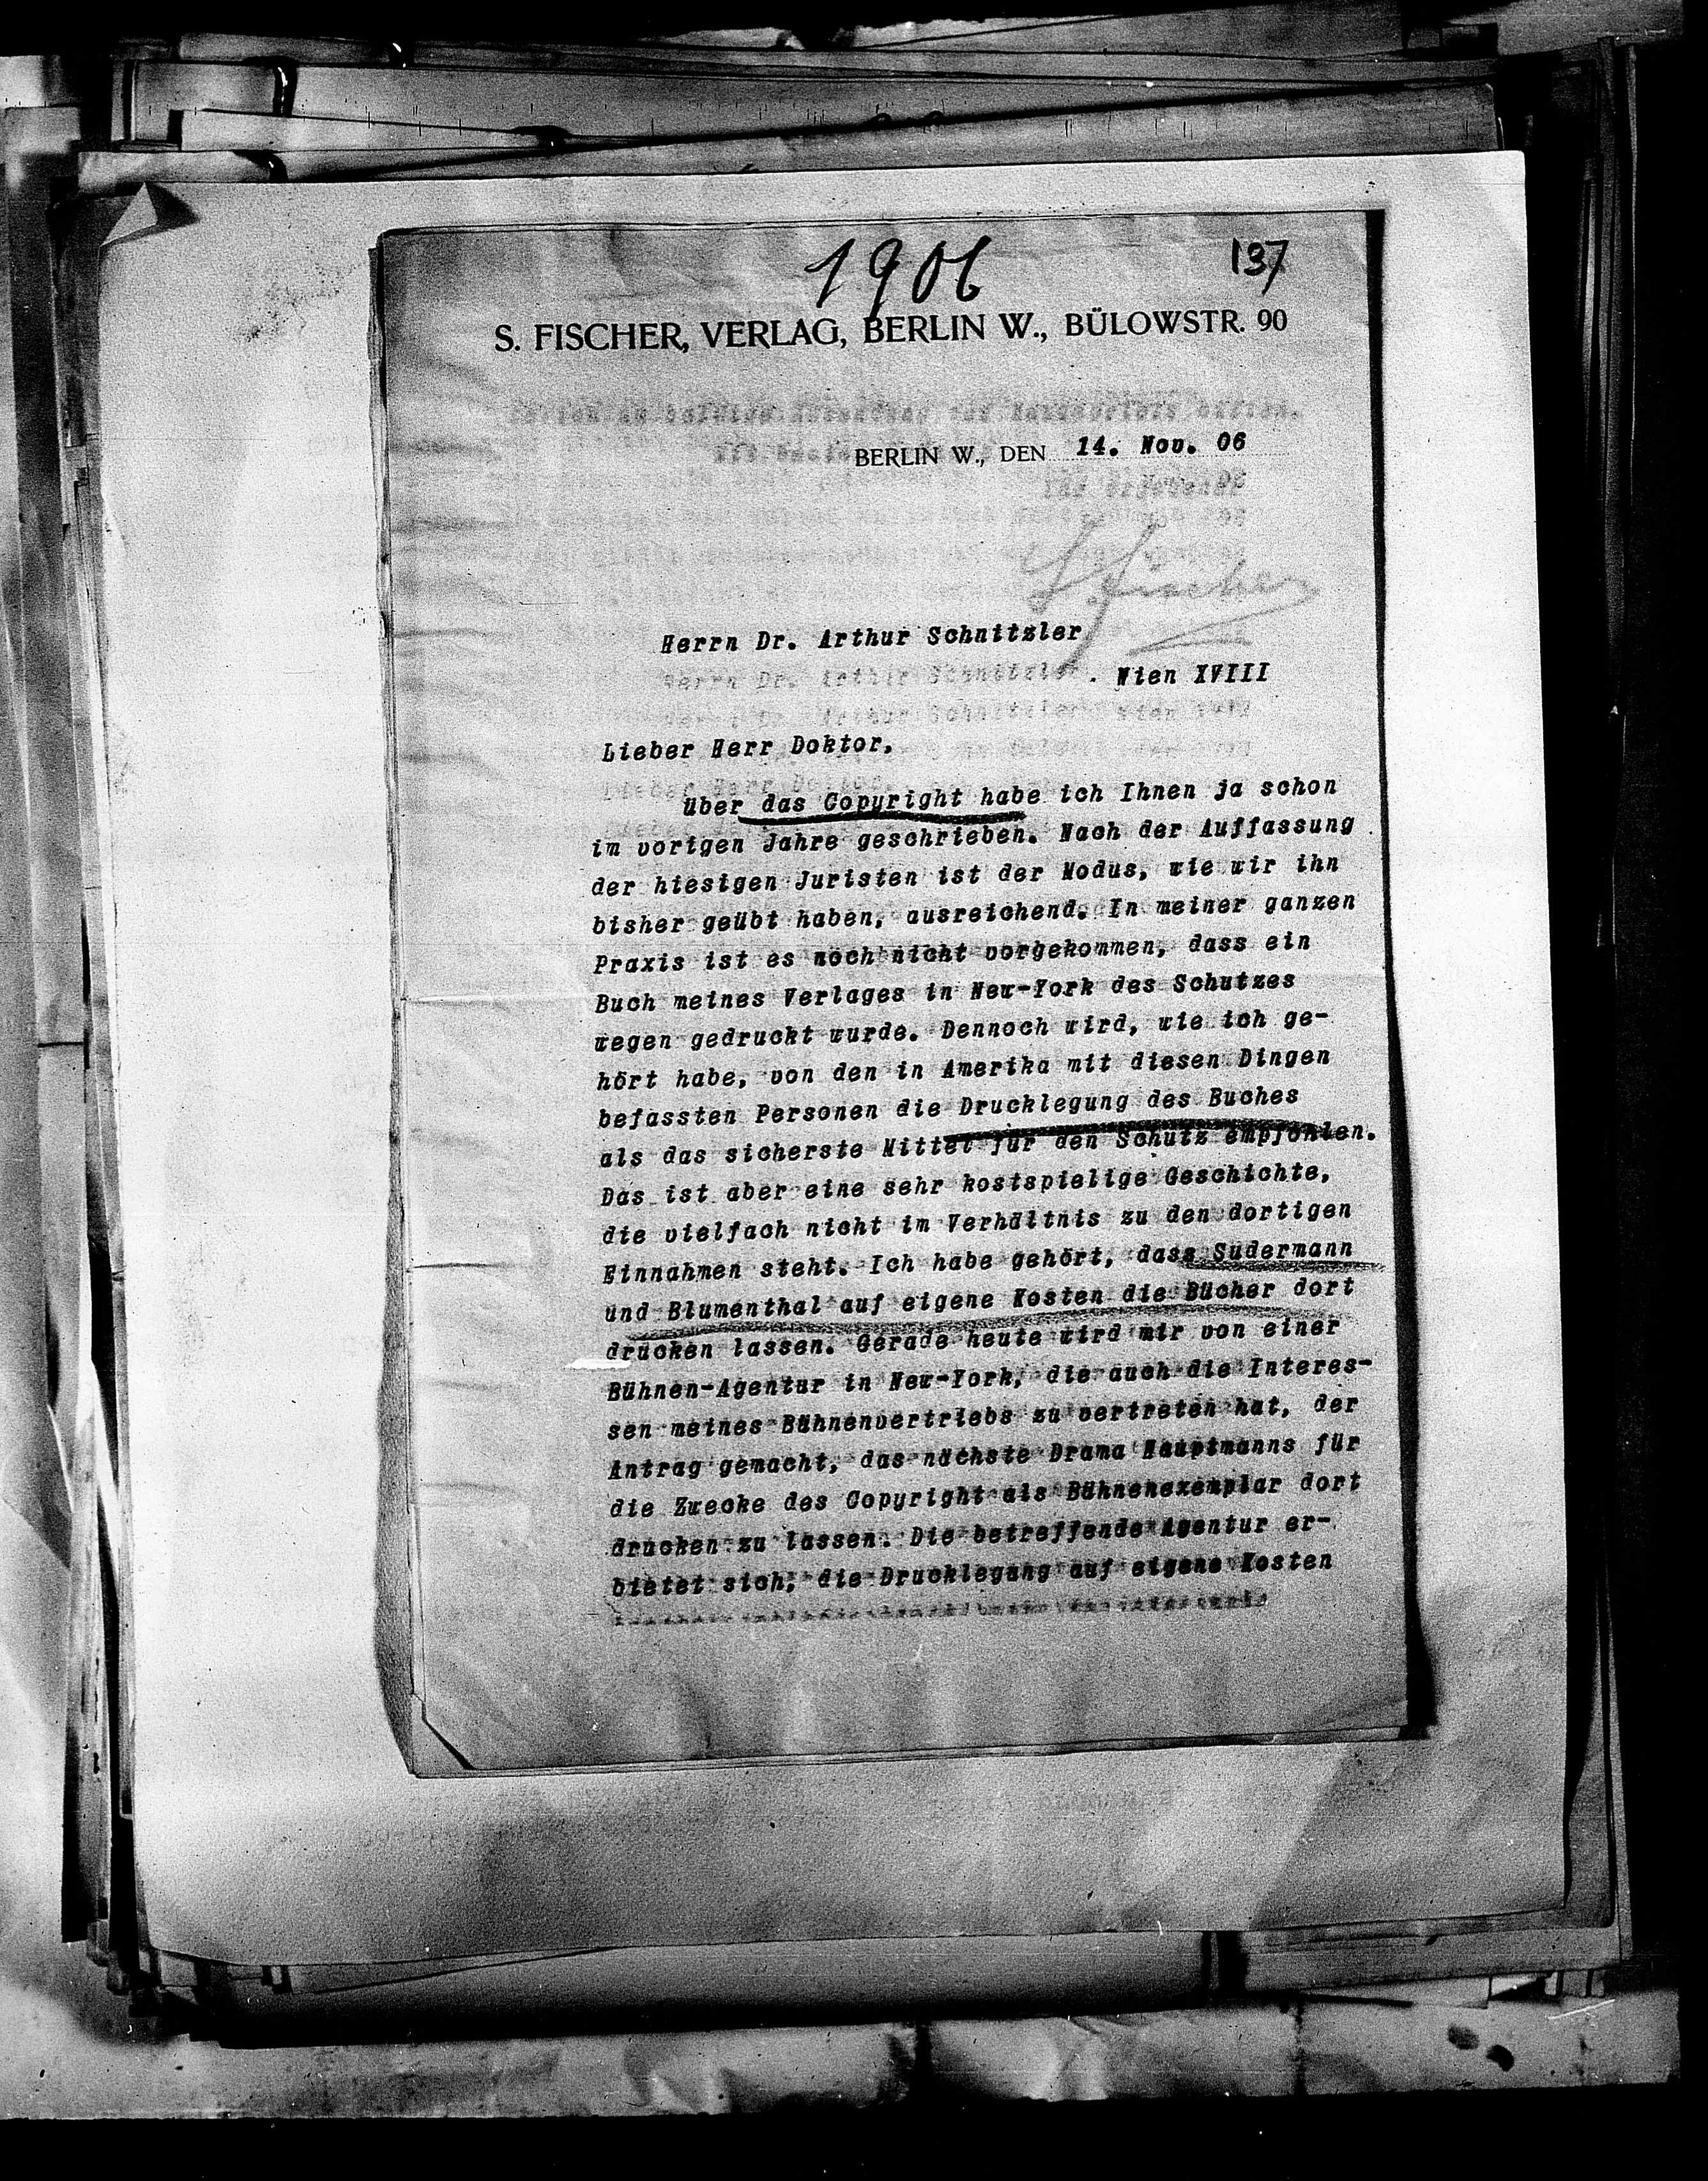 1906
137
S. FISCHER, VERLAG, BERLIN W., BÜLOWSTR. 90
BERLIN W., DEN 14. Nov. 06
S. Fischer
Herrn Dr. Arthur Schnitzler
Wien XVIII
Lieber Herr Doktor,
über das Copyright habe ich Ihnen ja schon
im vorigen Jahre geschrieben. Nach der Auffassung
der hiesigen Juristen ist der Modus, wie wir ihn
bisher geübt haben, ausreichend. In meiner ganzen
Praxis ist es noch nicht vorgekommen, dass ein
Buch meines Verlages in New-York des Schutzes
wegen gedruckt wurde. Dennoch wird, wie ich ge-
hört habe, von den in Amerika mit diesen Dingen
befassten Personen die Drucklegung des Buches
als das sicherste Mittel für den Schutz empfohlen.
Das ist aber eine sehr kostspielige Geschichte,
die vielfach nicht im Verhältnis zu den dortigen
Einnahmen steht. Ich habe gehört, dass Sudermann
und Blumenthal auf eigene Kosten die Bücher dort
drucken lassen. Gerade heute wird mir von einer
Bühnen-Agentur in New-York, die auch die Interes-
sen meines Bühnenvertriebs zu vertreten hat, der
Antrag gemacht, das nächste Drama Hauptmanns für
die Zwecke des Copyright als Bühnenexemplar dort
drucken zu lassen. Die betreffende Agentur er-
bietet sich, die Drucklegung auf eigene Kosten